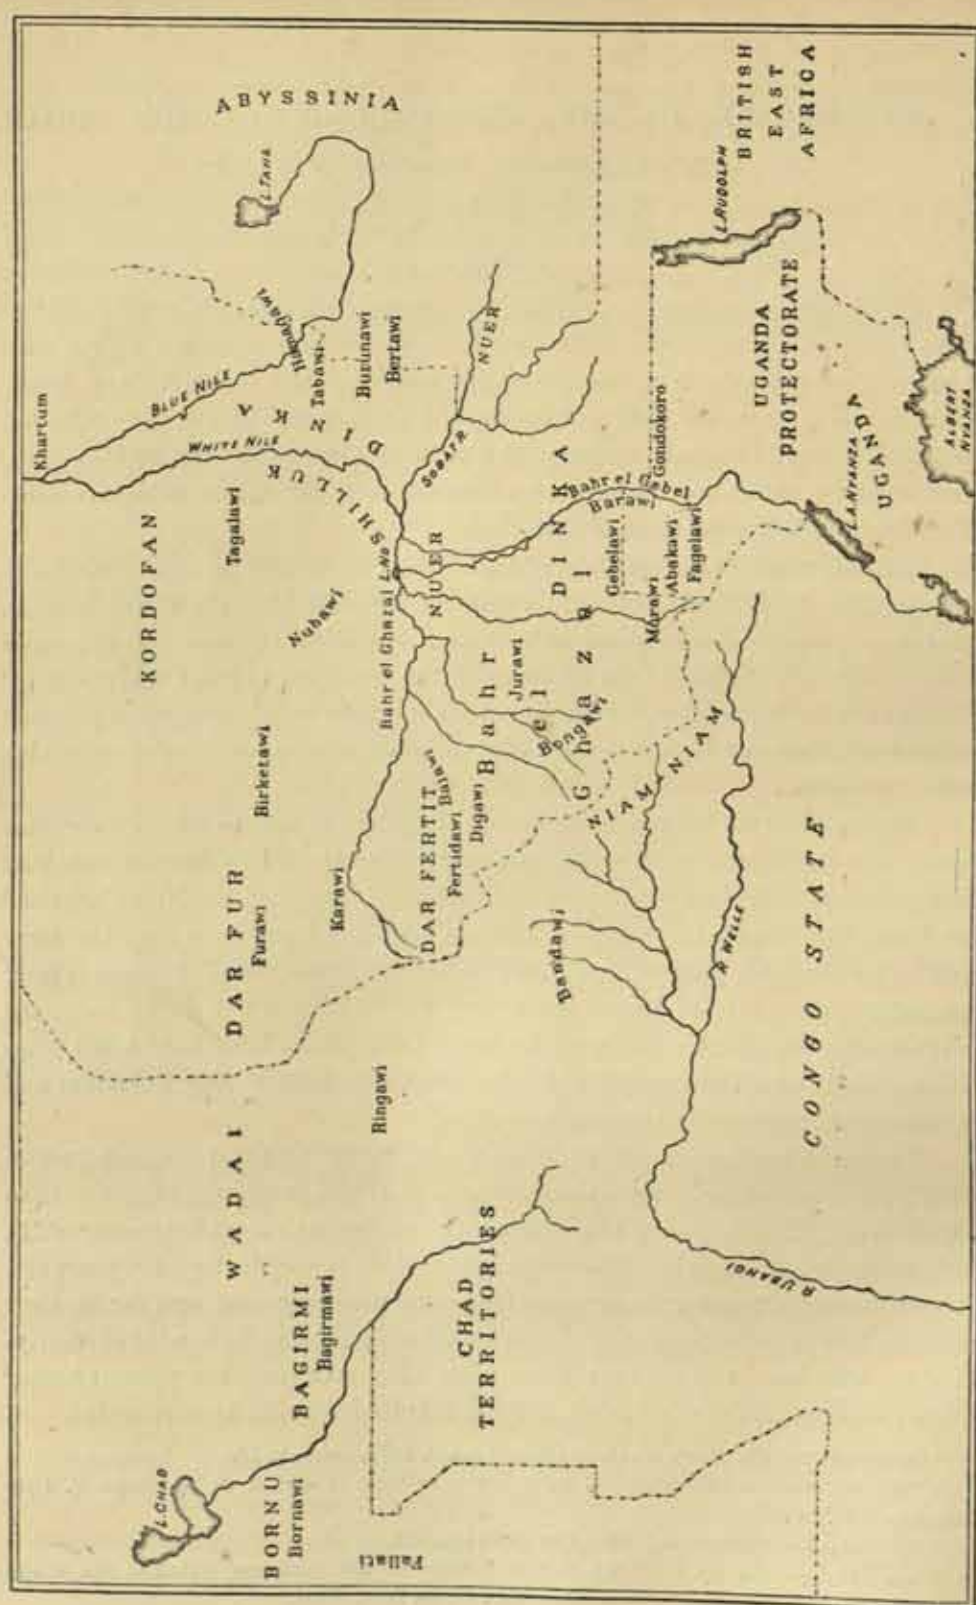 Khartum
ABYSSINIA
L. TANA
BLUE NILE
WHITE NILE
KORDOFAN
Tagalawi
Nubawi
SHILLUK
DINKA
Tabawi
Burunawi
Bertawi
SOBAT R.
NUER
WADAI
DAR FUR
Furawi
Birketawi
Karawi
Ringawi
L. CHAD
BORNU
Bornawi
BAGIRMI
Bagirmawi
Fallati
CHAD
TERRITORIES
Bahr el Ghazal
L. NO
NUER
DAR FERTIT
Fertidawi
Digawi
Bahr
el
Ghazal
Jurawi
Bongawi
DINKA
Bahr el Gebel
Barawi
Gebelawi
Gondokoro
Morawi
Abakawi
Fagelawi
Bandawi
NIAM
R. WELLE
R. UBANGI
CONGO STATE
L. RUDOLPH
BRITISH
EAST
AFRICA
UGANDA
PROTECTORATE
L. A. NYANZA
UGANDA
ALBERT
NYANZA